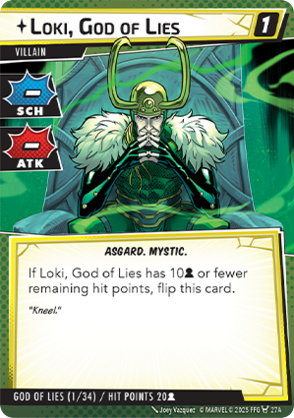 LOKI, GOD OF LIES
1
VILLAIN
–
SCH
–
ATK
ASGARD. MYSTIC.
If Loki, God of Lies has 10 or fewer
remaining hit points, flip this card.
"Kneel."
GOD OF LIES (1/34) / HIT POINTS 20
Joey Vazquez © MARVEL © 2025 FFG 27A